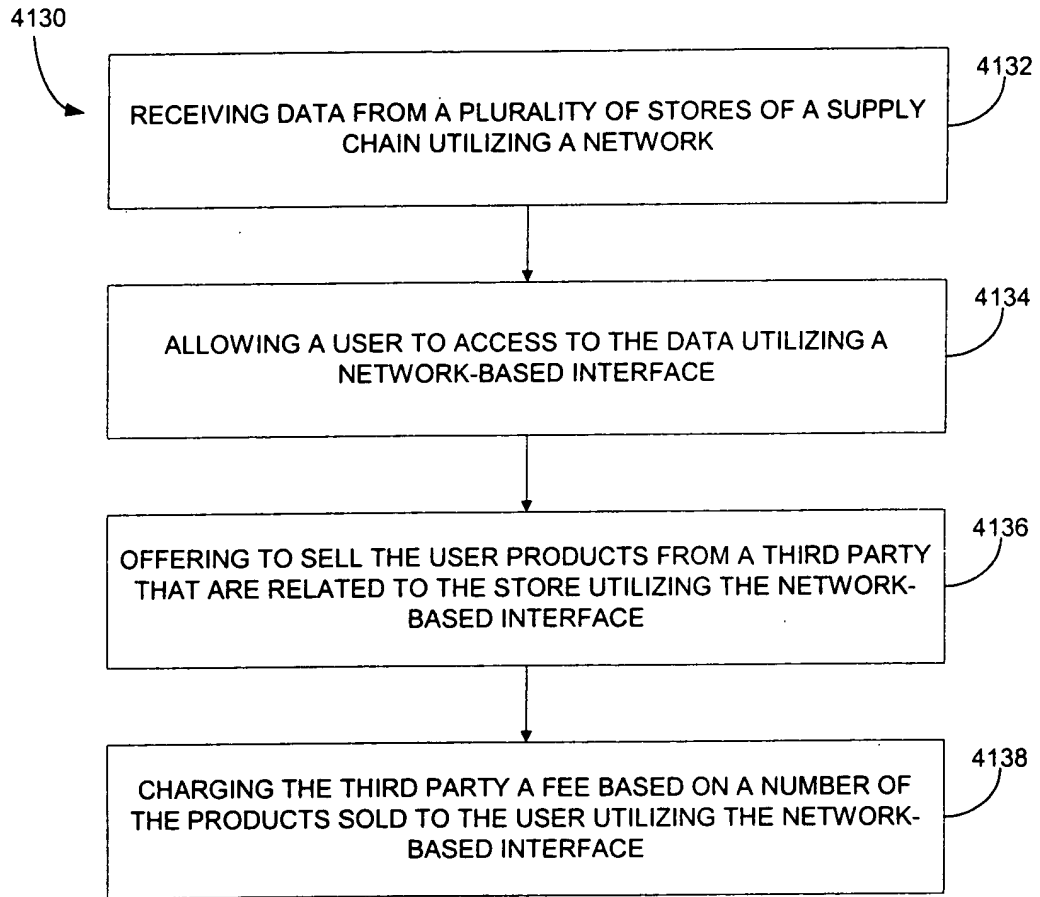 4130
4132
RECEIVING DATA FROM A PLURALITY OF STORES OF A SUPPLY
CHAIN UTILIZING A NETWORK
4134
ALLOWING A USER TO ACCESS TO THE DATA UTILIZING A
NETWORK-BASED INTERFACE
4136
OFFERING TO SELL THE USER PRODUCTS FROM A THIRD PARTY
THAT ARE RELATED TO THE STORE UTILIZING THE NETWORK-
BASED INTERFACE
4138
CHARGING THE THIRD PARTY A FEE BASED ON A NUMBER OF
THE PRODUCTS SOLD TO THE USER UTILIZING THE NETWORK-
BASED INTERFACE